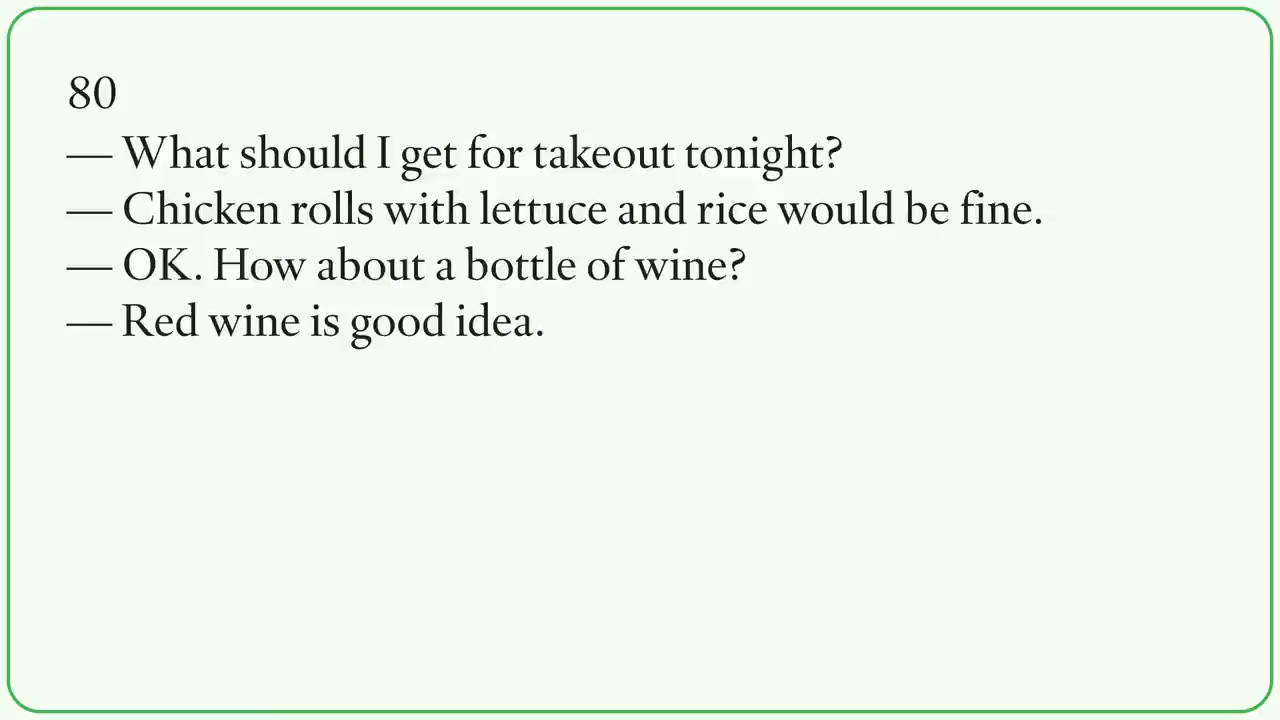 80
— What should I get for takeout tonight?
— Chicken rolls with lettuce and rice would be fine.
— OK. How about a bottle of wine?
— Red wine is good idea.